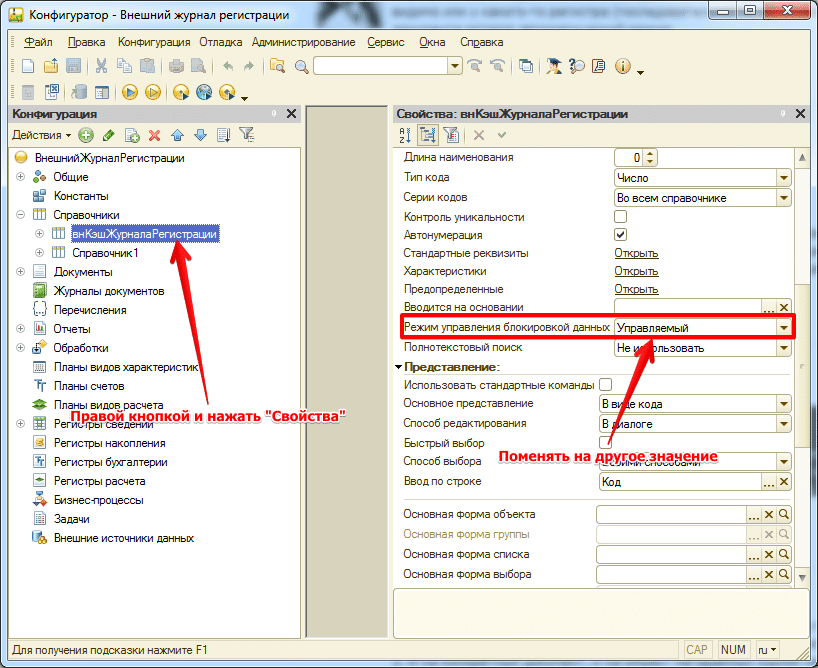 Конфигуратор - Внешний журнал регистрации
Файл Правка Конфигурация Отладка Администрирование Сервис Окна Справка
Конфигурация
Действия
ВнешнийЖурналРегистрации
Общие
Константы
Справочники
внКэшЖурналаРегистрации
Справочник1
Документы
Журналы документов
Перечисления
Отчеты
Обработки
Планы видов характеристик
Планы счетов
Планы видов расчета
Правой кнопкой и нажать "Свойства"
Регистры сведений
Регистры накопления
Регистры бухгалтерии
Регистры расчета
Бизнес-процессы
Задачи
Внешние источники данных
Свойства: внКэшЖурналаРегистрации
Длина наименования 0
Тип кода Число
Серии кодов Во всем справочнике
Контроль уникальности
Автонумерация
Стандартные реквизиты Открыть
Характеристики Открыть
Предопределенные Открыть
Вводится на основании ... 
Режим управления блокировкой данных Управляемый
Полнотекстовый поиск Не использовать
Представление:
Использовать стандартные команды
Основное представление В виде кода
Способ редактирования В диалоге
Быстрый выбор
Поменять на другое значение
Способ выбора способами
Ввод по строке Код ...
Основная форма объекта ...
Основная форма группы ...
Основная форма списка ...
Основная форма выбора ...
Для получения подсказки нажмите F1 CAP NUM ru